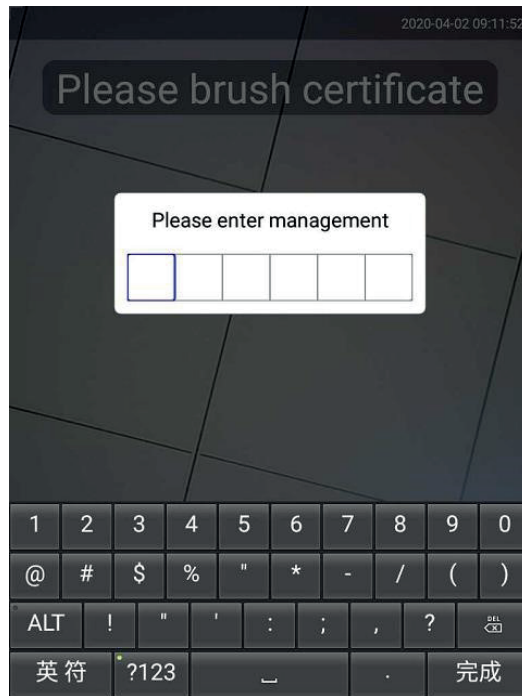 2020-04-02 09:11:52
Please brush certificate
Please enter management
1 2 3 4 5 6 7 8 9 0
@ # $ % " * - / ( )
ALT ! " ' : ; , ? DEL
英 符 ?123 . 完成